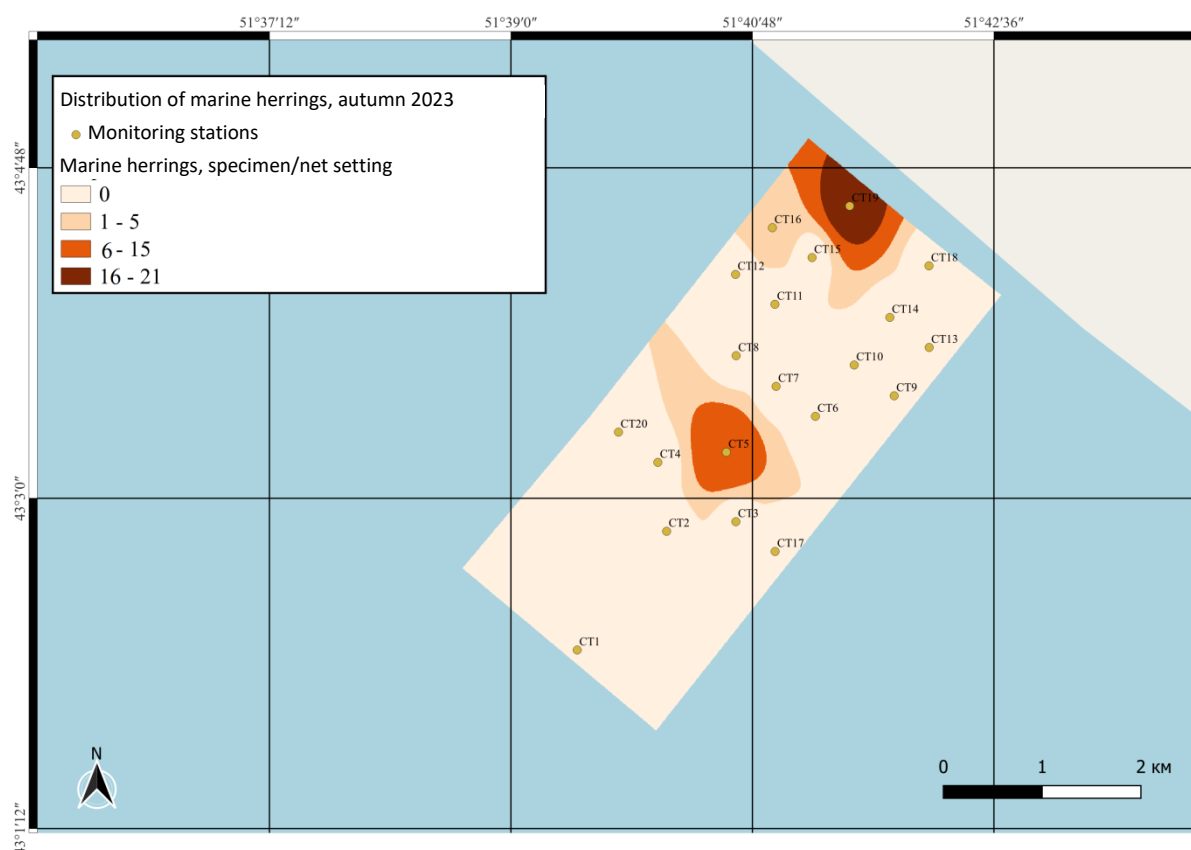 51°37'12"
51°39'0"
51°40'48"
51°42'36"
Distribution of marine herrings, autumn 2023
Monitoring stations
Marine herrings, specimen/net setting
0
1 - 5
6 - 15
16 - 21
43°4'48"
43°3'0"
43°1'12"
CT19
CT16
CT15
CT18
CT12
CT11
CT14
CT13
CT8
CT10
CT7
CT9
CT6
CT20
CT5
CT4
CT3
CT2
CT17
CT1
N
0 1 2 км